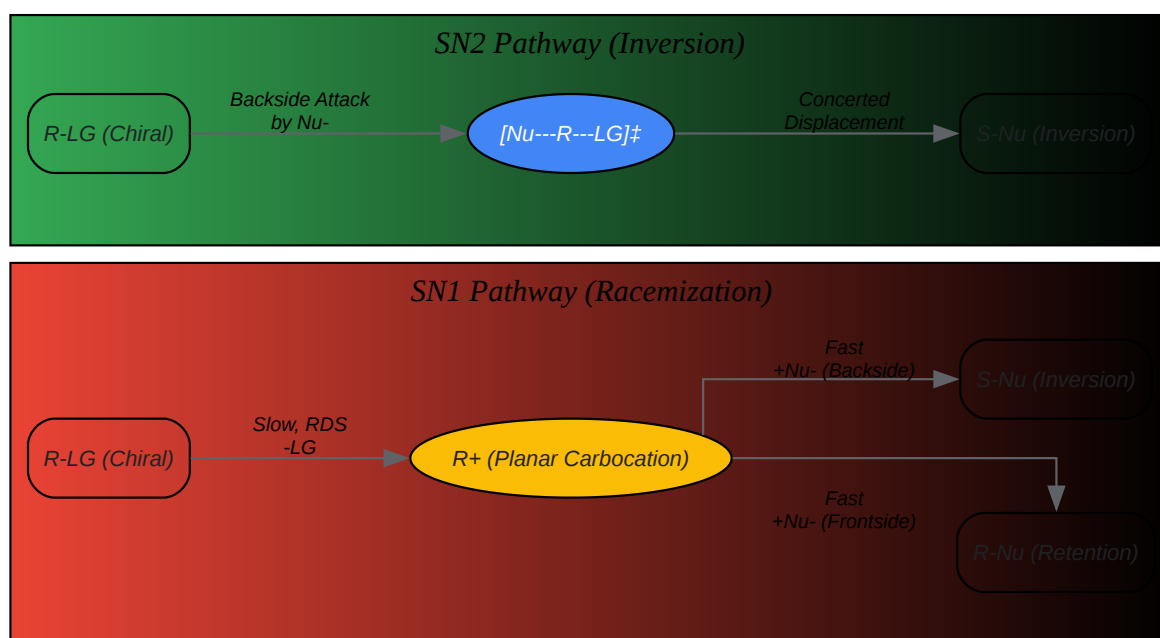 SN2 Pathway (Inversion)
R-LG (Chiral)
Backside Attack
by Nu-
[Nu---R---LG]‡
Concerted
Displacement
S-Nu (Inversion)
SN1 Pathway (Racemization)
R-LG (Chiral)
Slow, RDS
-LG
R+ (Planar Carbocation)
Fast
+Nu- (Backside)
S-Nu (Inversion)
Fast
+Nu- (Frontside)
R-Nu (Retention)